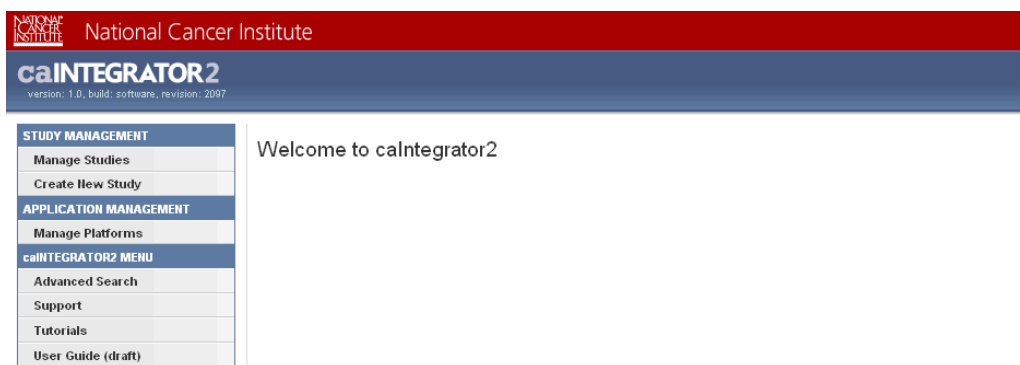 NATIONAL
CANCER
INSTITUTE
National Cancer Institute
caINTEGRATOR2
version: 1.0, build: software, revision: 2097
STUDY MANAGEMENT
Manage Studies
Create New Study
APPLICATION MANAGEMENT
Manage Platforms
caINTEGRATOR2 MENU
Advanced Search
Support
Tutorials
User Guide (draft)
Welcome to caIntegrator2